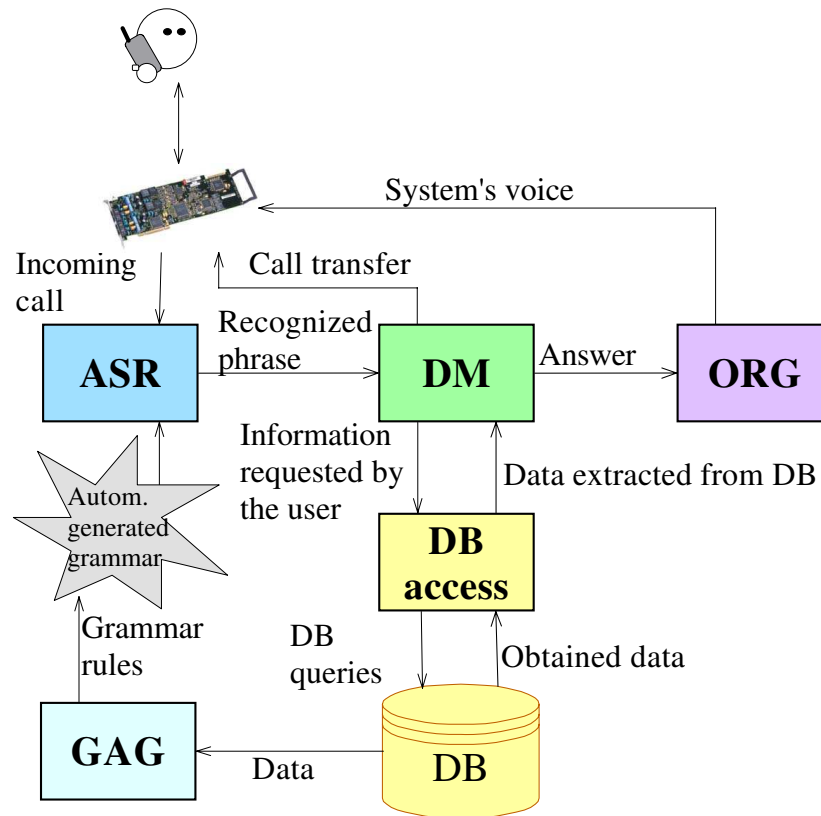 System's voice
Incoming
call
Call transfer
Recognized
phrase
ASR
DM
Answer
ORG
Information
requested by
the user
Data extracted from DB
Autom.
generated
grammar
DB
access
Grammar
rules
DB
queries
Obtained data
GAG
Data
DB